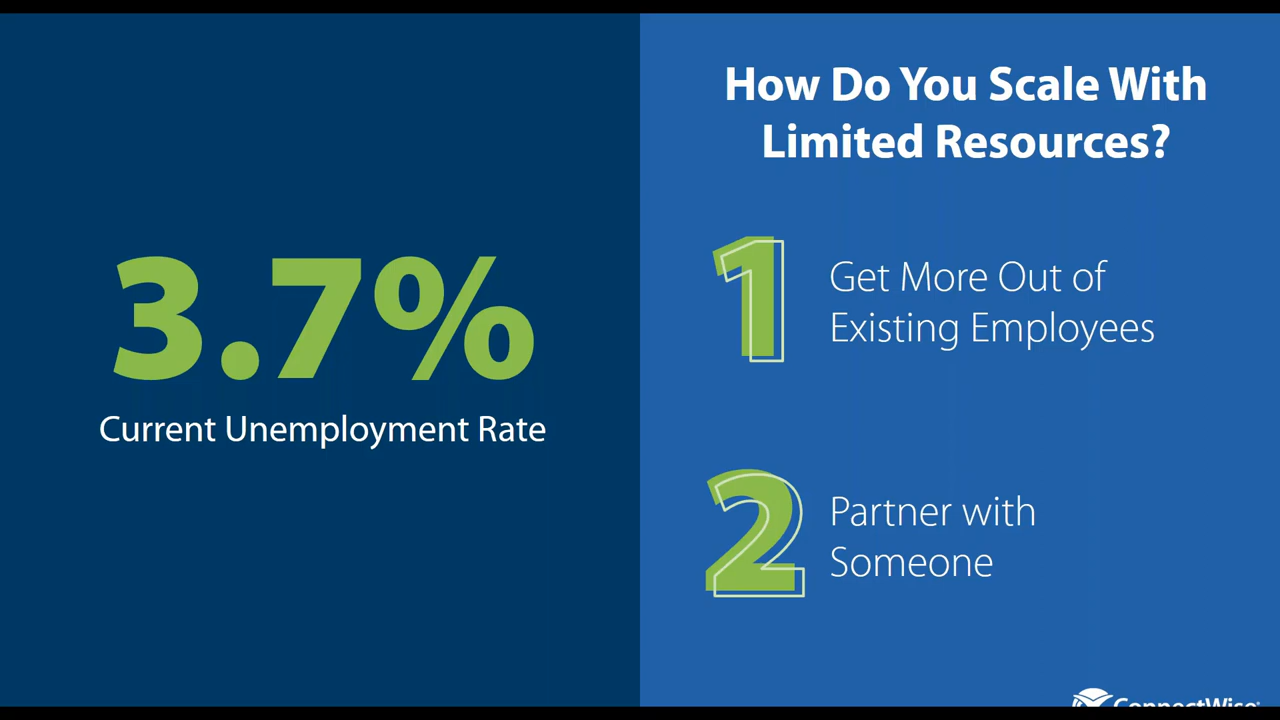 3.7%
Current Unemployment Rate
How Do You Scale With
Limited Resources?
1
Get More Out of
Existing Employees
2
Partner with
Someone
ConnectWise